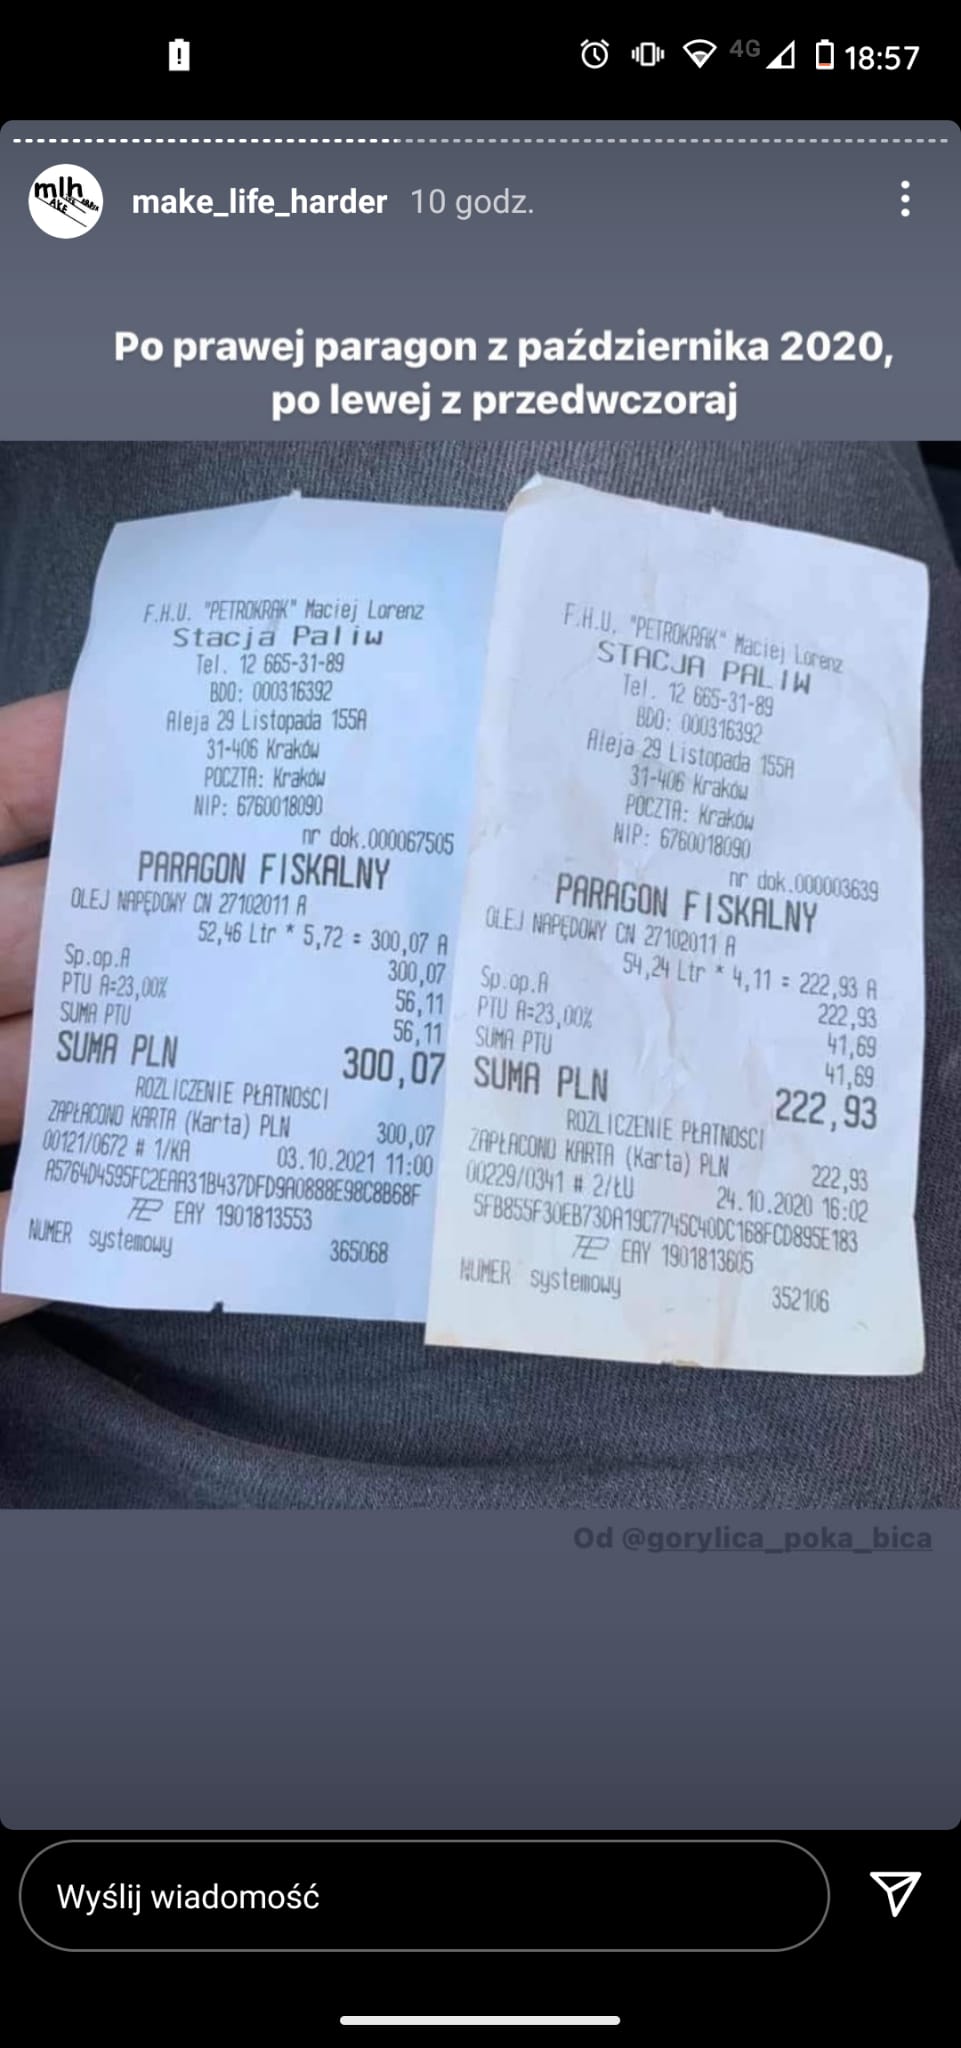 4G 18:57
mlh
make_life_harder 10 godz.
Po prawej paragon z października 2020,
po lewej z przedwczoraj
F.H.U. "PETROKRAK" Maciej Lorenz
Stacja Paliw
Tel. 12 665-31-89
BDO: 000316392
Aleja 29 Listopada 155A
31-406 Kraków
POCZTA: Kraków
NIP: 6760018090
nr dok.000067505
PARAGON FISKALNY
OLEJ NAPĘDOWY CN 27102011 A
52,46 Ltr * 5,72 = 300,07 A
Sp.op.A 300,07
PTU A=23,00% 56,11
SUMA PTU 56,11
SUMA PLN 300,07
ROZLICZENIE PŁATNOŚCI
ZAPŁACONO KARTA (Karta) PLN 300,07
00121/0672 # 1/KA 03.10.2021 11:00
A5764D4595FC2EAA31B437DFD9A0888E98C8B68F
EAY 1901813553
NUMER systemowy 365068
F.H.U. "PETROKRAK" Maciej Lorenz
STACJA PALIW
Tel. 12 665-31-89
BDO: 000316392
Aleja 29 Listopada 155A
31-406 Kraków
POCZTA: Kraków
NIP: 6760018090
nr dok.000003639
PARAGON FISKALNY
OLEJ NAPĘDOWY CN 27102011 A
54,24 Ltr * 4,11 = 222,93 A
Sp.op.A 222,93
PTU A=23,00% 41,69
SUMA PTU 41,69
SUMA PLN 222,93
ROZLICZENIE PŁATNOŚCI
ZAPŁACONO KARTA (Karta) PLN 222,93
00229/0341 # 2/ŁU 24.10.2020 16:02
5FB855F30EB73DA19C7745C40DC168FCD895E183
EAY 1901813605
NUMER systemowy 352106
Od @gorylica_poka_bica
Wyślij wiadomość